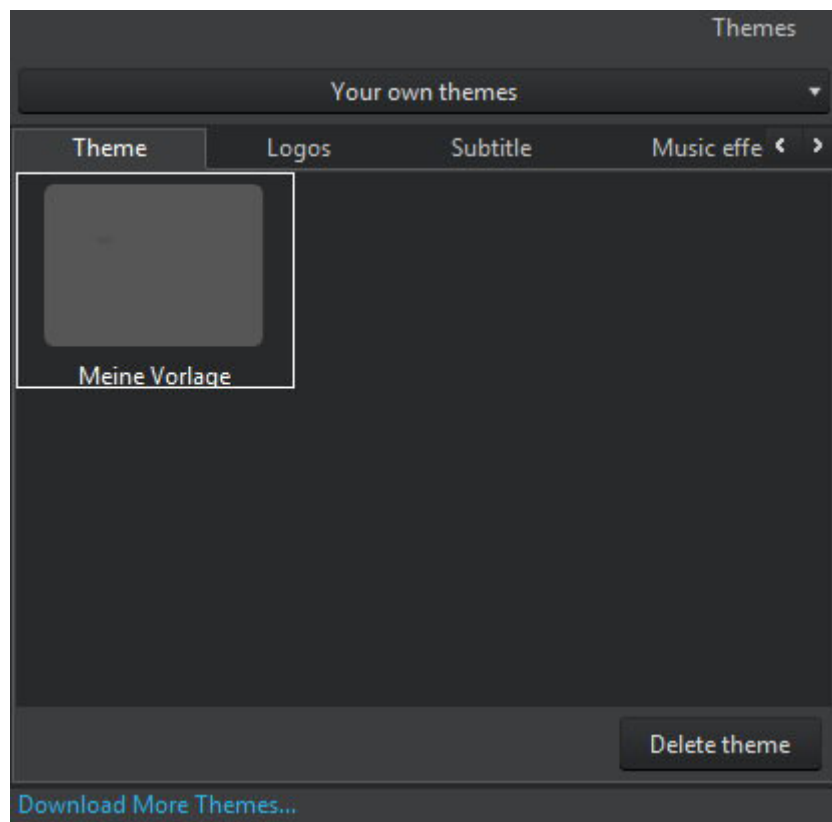 Themes
Your own themes
Theme Logos Subtitle Music effe
Meine Vorlage
Delete theme
Download More Themes...